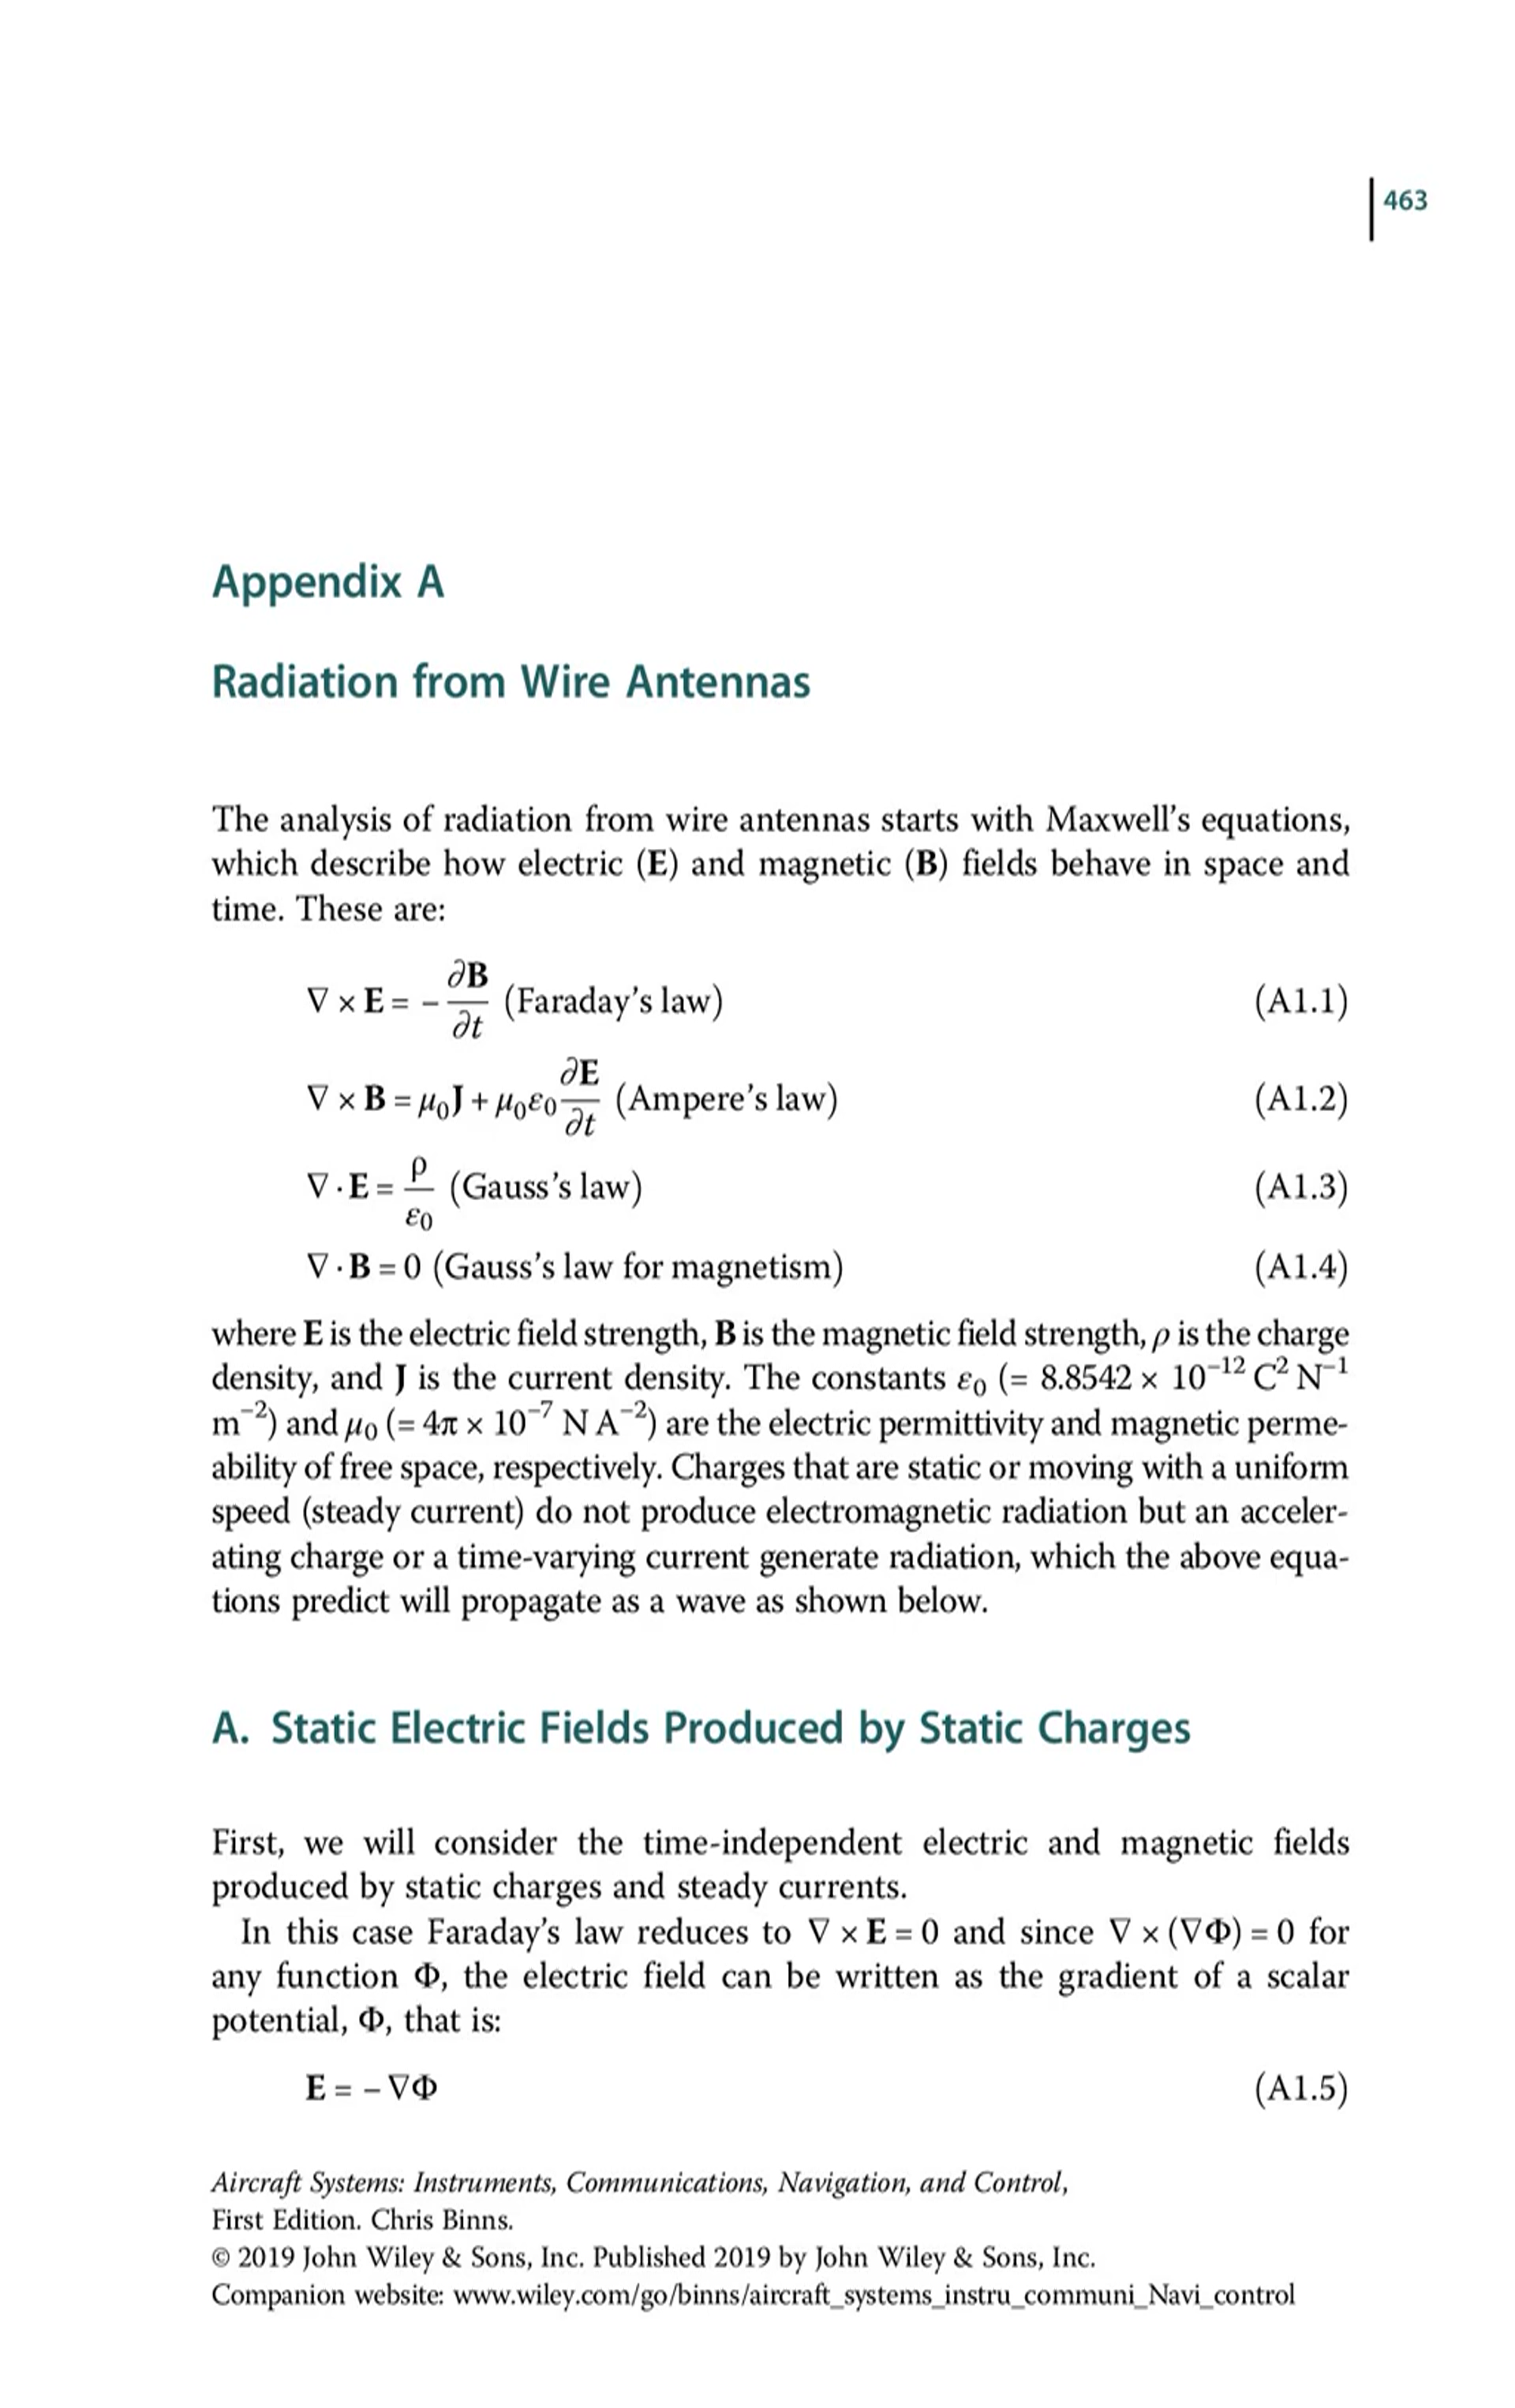 463
Appendix A
Radiation from Wire Antennas
The analysis of radiation from wire antennas starts with Maxwell's equations,
which describe how electric (E) and magnetic (B) fields behave in space and
time. These are:
∇ × E = − ∂B/∂t (Faraday's law) (A1.1)
∇ × B = μ₀J + μ₀ε₀ ∂E/∂t (Ampere's law) (A1.2)
∇ · E = ρ/ε₀ (Gauss's law) (A1.3)
∇ · B = 0 (Gauss's law for magnetism) (A1.4)
where E is the electric field strength, B is the magnetic field strength, ρ is the charge
density, and J is the current density. The constants ε₀ (= 8.8542 × 10⁻¹² C² N⁻¹
m⁻²) and μ₀ (= 4π × 10⁻⁷ N A⁻²) are the electric permittivity and magnetic perme-
ability of free space, respectively. Charges that are static or moving with a uniform
speed (steady current) do not produce electromagnetic radiation but an acceler-
ating charge or a time-varying current generate radiation, which the above equa-
tions predict will propagate as a wave as shown below.
A. Static Electric Fields Produced by Static Charges
First, we will consider the time-independent electric and magnetic fields
produced by static charges and steady currents.
In this case Faraday's law reduces to ∇ × E = 0 and since ∇ × (∇Φ) = 0 for
any function Φ, the electric field can be written as the gradient of a scalar
potential, Φ, that is:
E = − ∇Φ (A1.5)
Aircraft Systems: Instruments, Communications, Navigation, and Control,
First Edition. Chris Binns.
© 2019 John Wiley & Sons, Inc. Published 2019 by John Wiley & Sons, Inc.
Companion website: www.wiley.com/go/binns/aircraft_systems_instru_communi_Navi_control